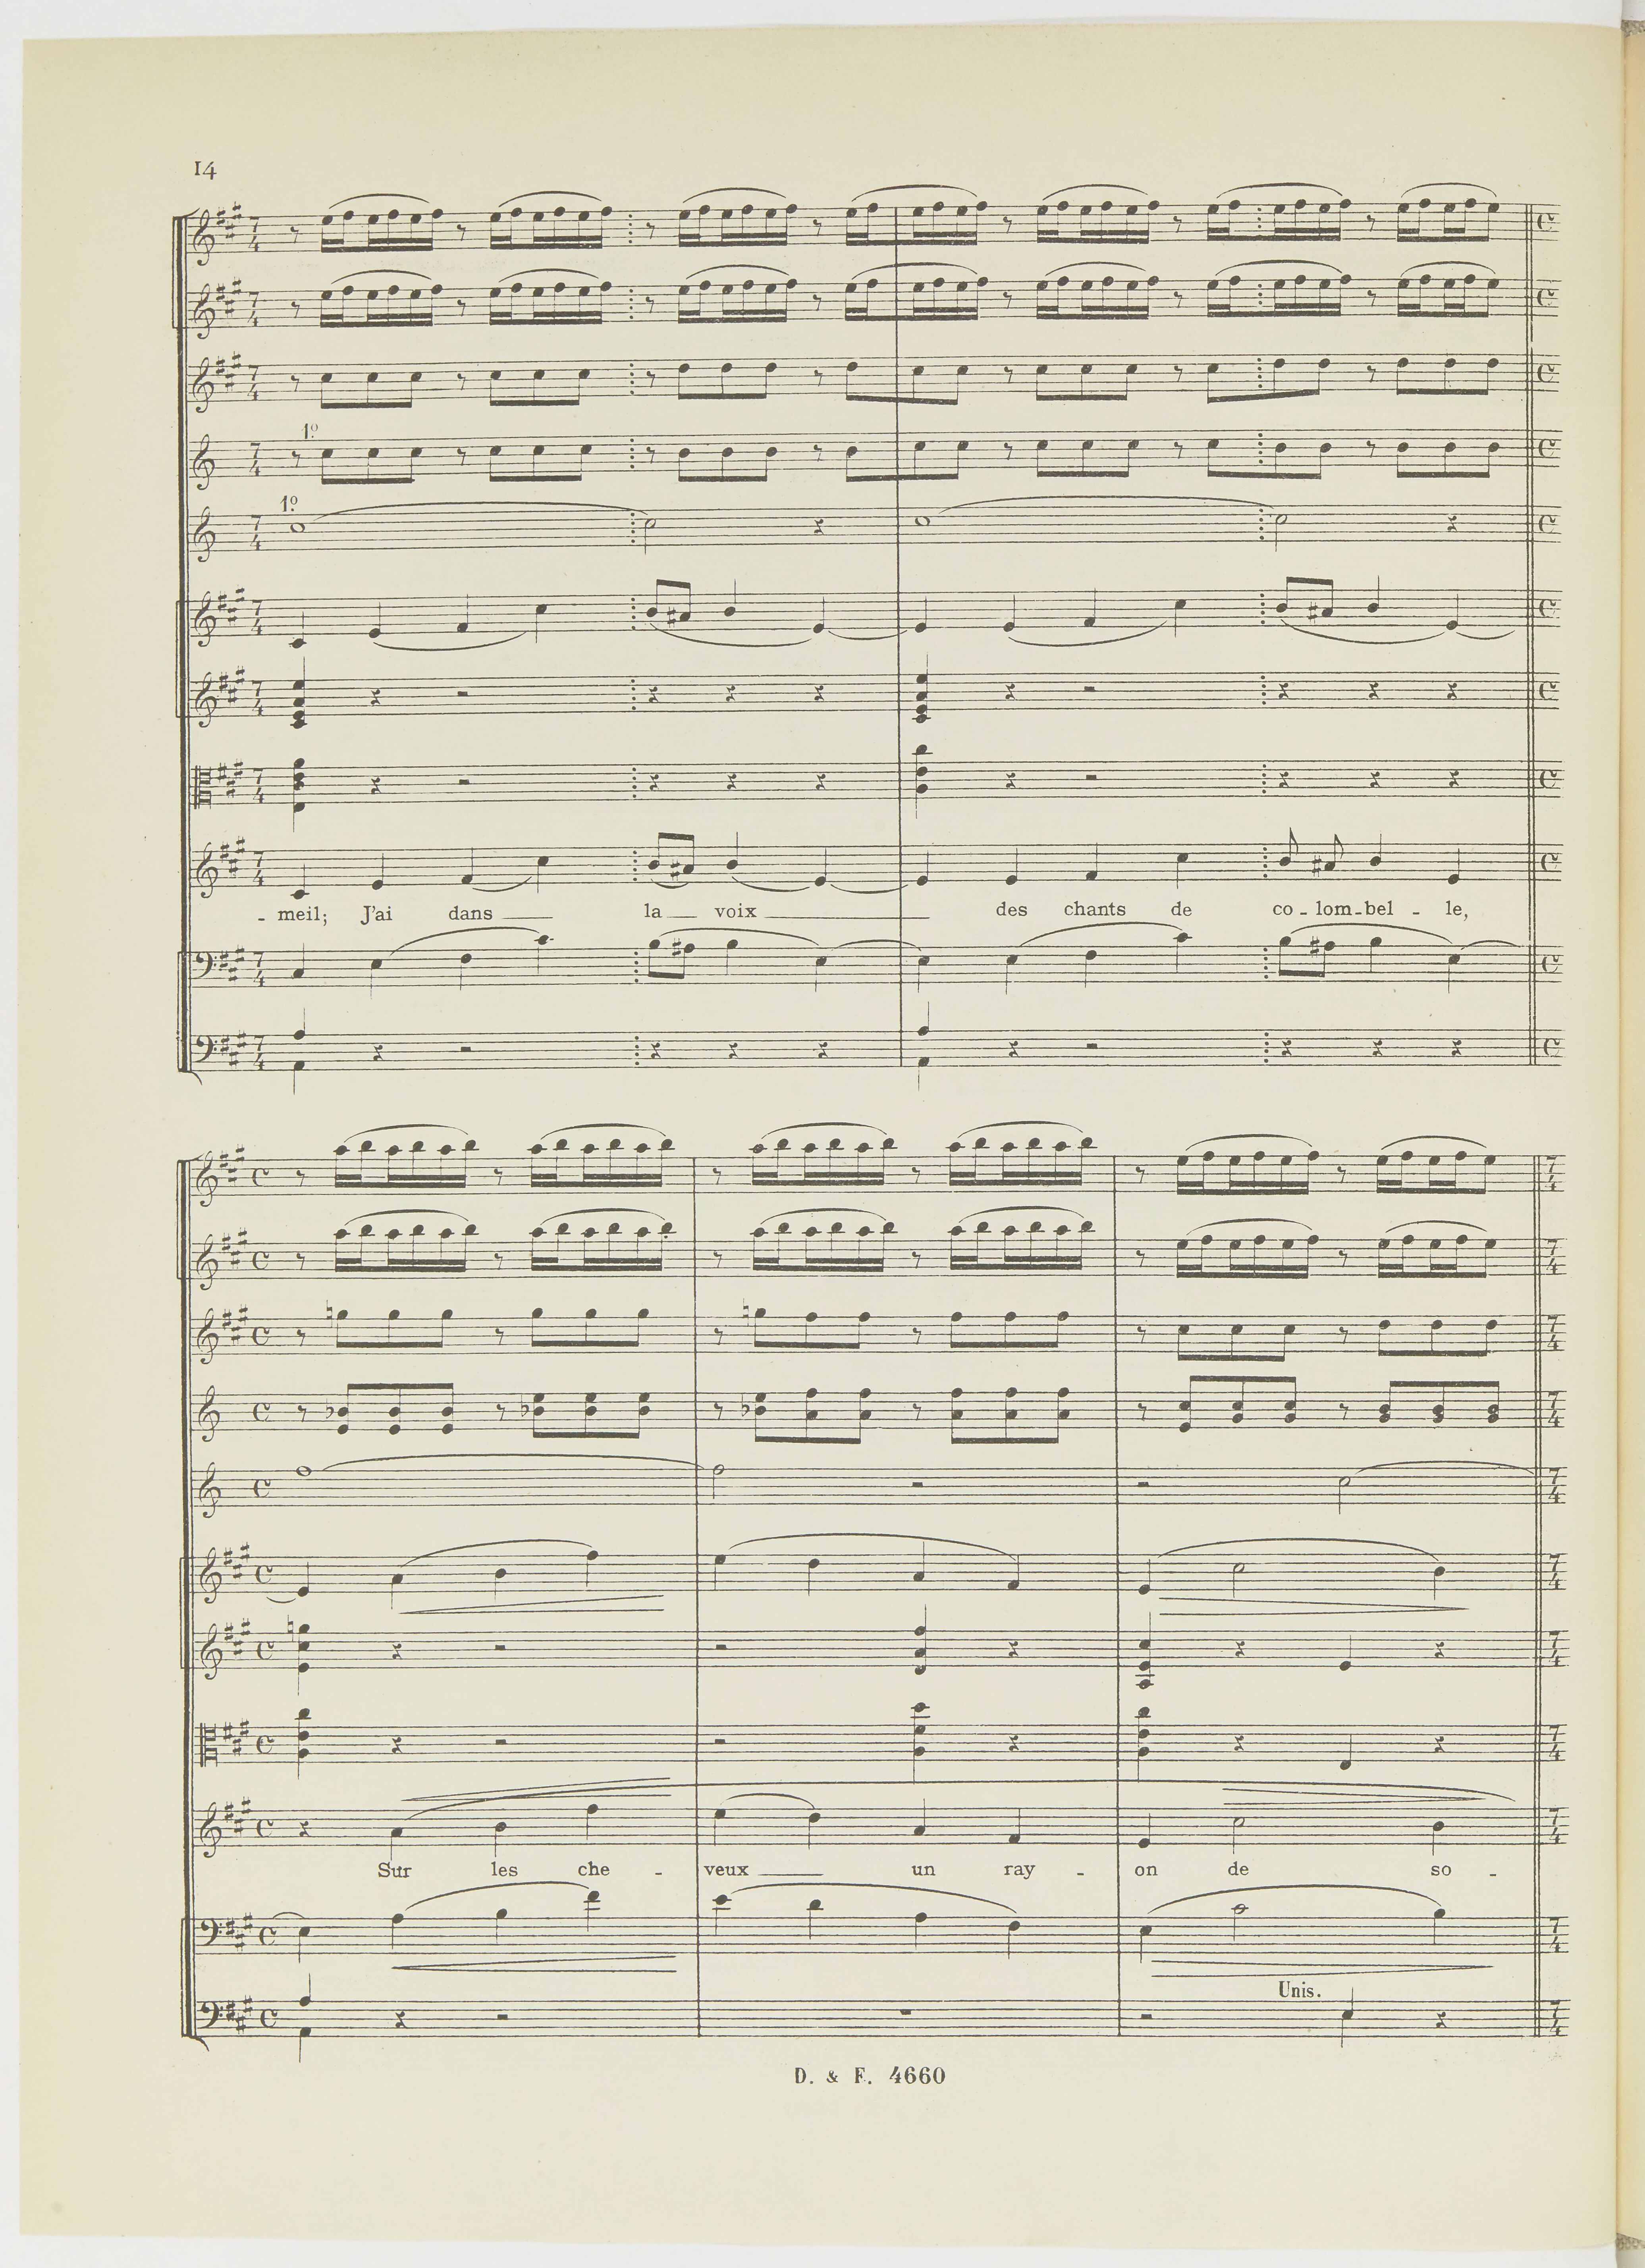 14
1º
1º
- meil; J'ai dans la voix des chants de co - lom - bel - le,
Sur les che - veux un ray - on de so -
Unis.
D. & F. 4660